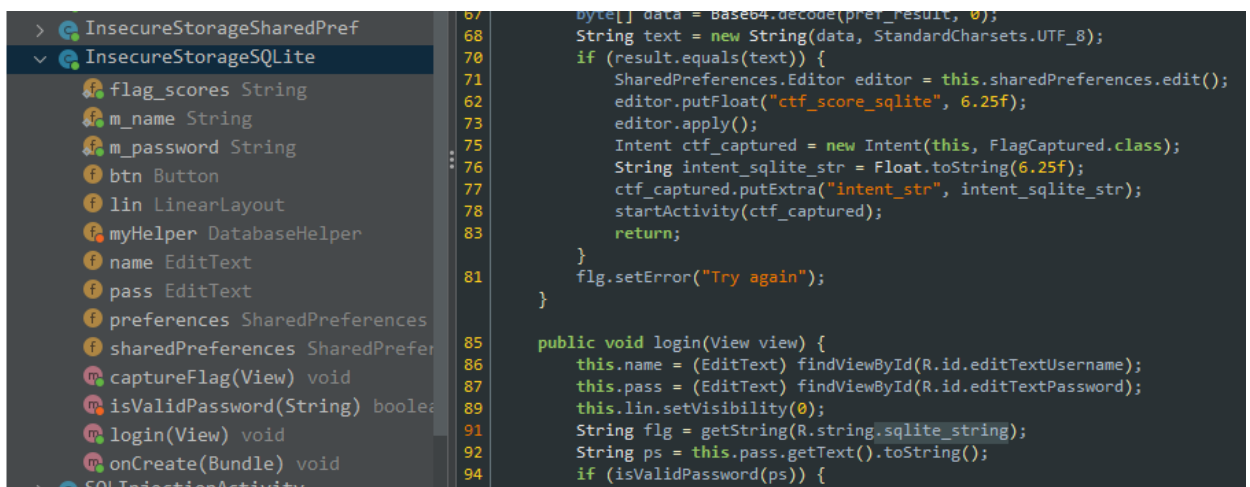 InsecureStorageSharedPref
InsecureStorageSQLite
flag_scores String
m_name String
m_password String
btn Button
lin LinearLayout
myHelper DatabaseHelper
name EditText
pass EditText
preferences SharedPreferences
sharedPreferences SharedPrefer
captureFlag(View) void
isValidPassword(String) boolea
login(View) void
onCreate(Bundle) void
SQLInjectionActivity
67 byte[] data = Base64.decode(pref_result, 0);
68 String text = new String(data, StandardCharsets.UTF_8);
70 if (result.equals(text)) {
71 SharedPreferences.Editor editor = this.sharedPreferences.edit();
62 editor.putFloat("ctf_score_sqlite", 6.25f);
73 editor.apply();
75 Intent ctf_captured = new Intent(this, FlagCaptured.class);
76 String intent_sqlite_str = Float.toString(6.25f);
77 ctf_captured.putExtra("intent_str", intent_sqlite_str);
78 startActivity(ctf_captured);
83 return;
}
81 flg.setError("Try again");
}
85 public void login(View view) {
86 this.name = (EditText) findViewById(R.id.editTextUsername);
87 this.pass = (EditText) findViewById(R.id.editTextPassword);
89 this.lin.setVisibility(0);
91 String flg = getString(R.string.sqlite_string);
92 String ps = this.pass.getText().toString();
94 if (isValidPassword(ps)) {